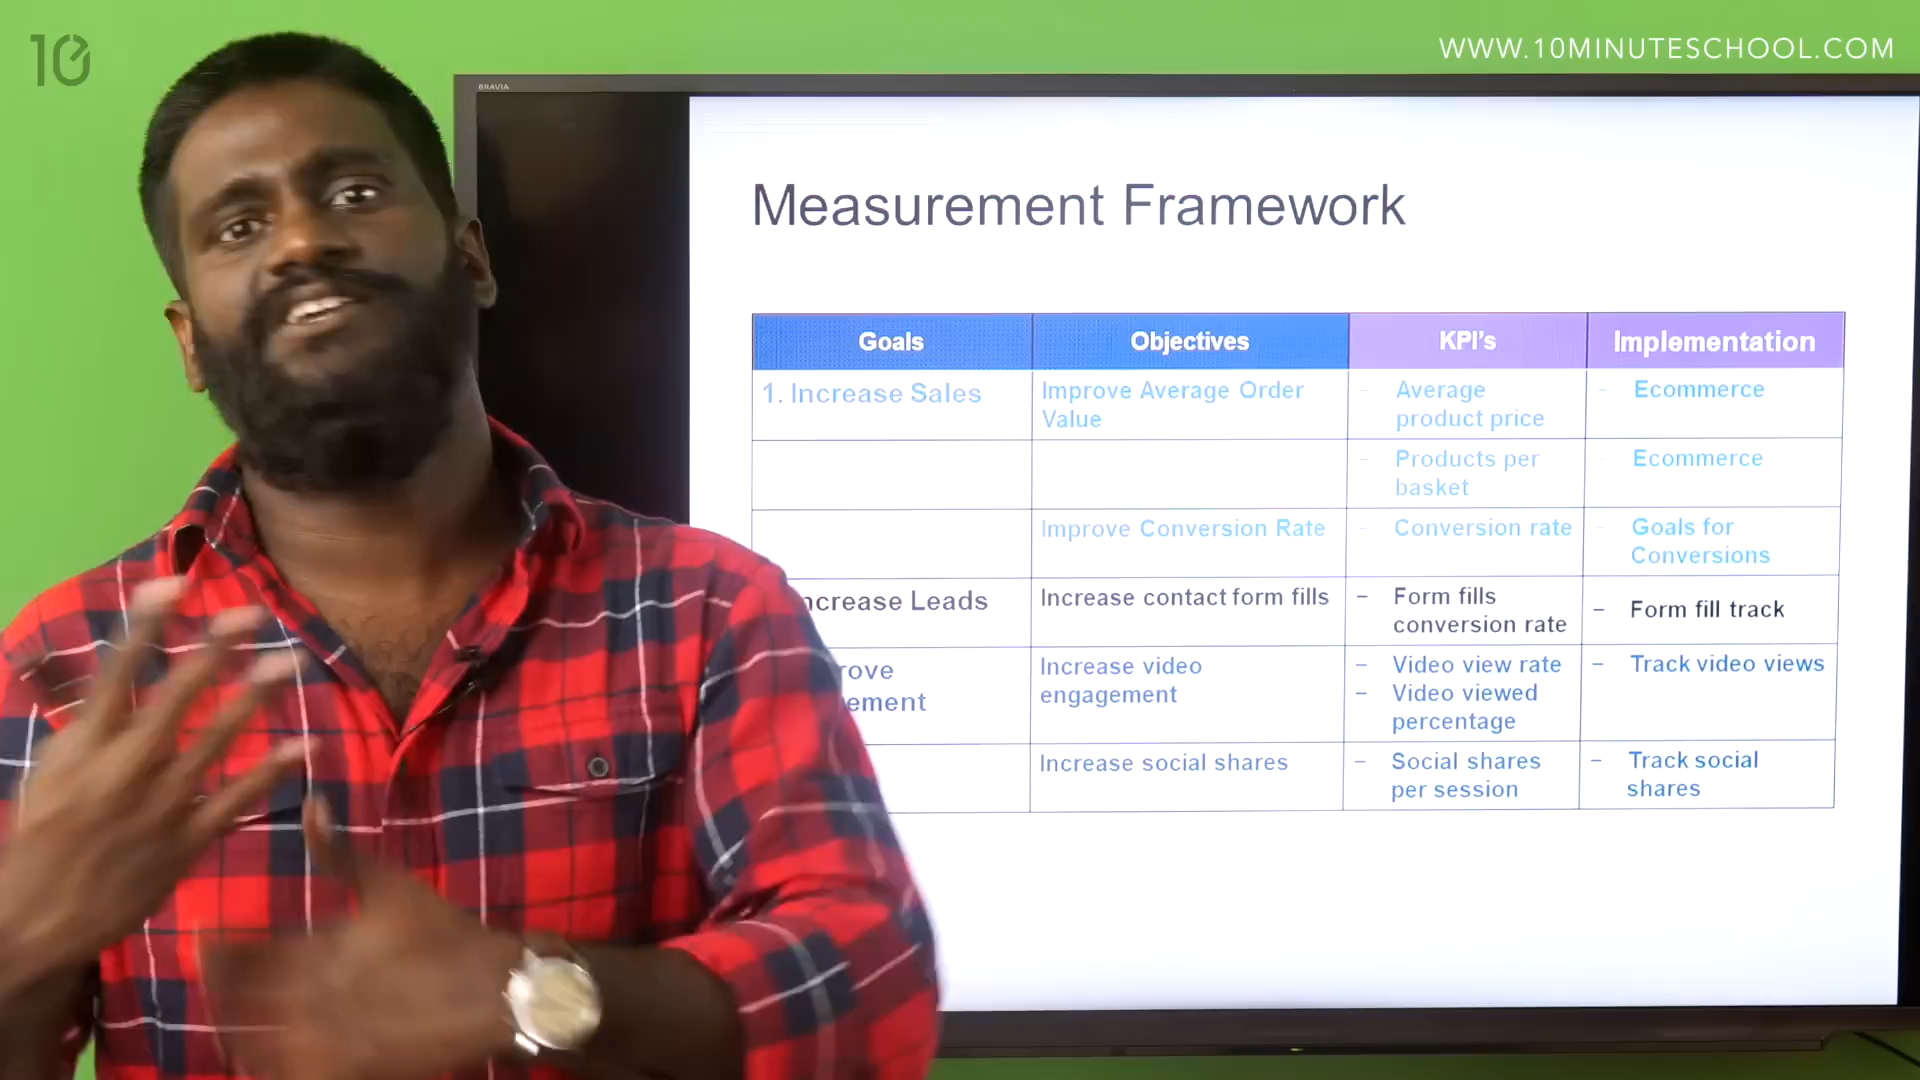 10
WWW.10MINUTESCHOOL.COM
BRAVIA
Measurement Framework
Goals
Objectives
KPI's
Implementation
1. Increase Sales
Improve Average Order
Value
- Average
product price
- Ecommerce
- Products per
basket
- Ecommerce
Improve Conversion Rate
- Conversion rate
- Goals for
Conversions
ncrease Leads
Increase contact form fills
- Form fills
conversion rate
- Form fill track
rove
ement
Increase video
engagement
- Video view rate
- Video viewed
percentage
- Track video views
Increase social shares
- Social shares
per session
- Track social
shares